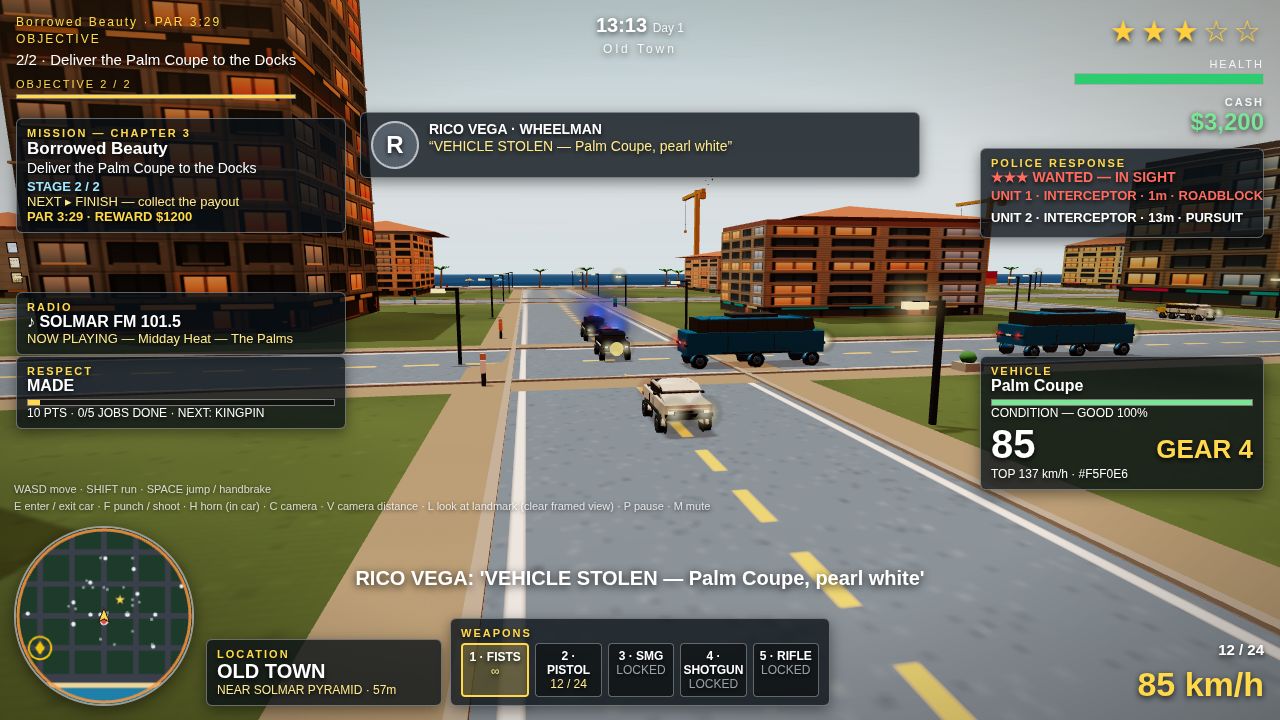 Borrowed Beauty · PAR 3:29
OBJECTIVE
2/2 · Deliver the Palm Coupe to the Docks
OBJECTIVE 2 / 2
MISSION — CHAPTER 3
Borrowed Beauty
Deliver the Palm Coupe to the Docks
STAGE 2 / 2
NEXT ▸ FINISH — collect the payout
PAR 3:29 · REWARD $1200
RADIO
♪ SOLMAR FM 101.5
NOW PLAYING — Midday Heat — The Palms
RESPECT
MADE
10 PTS · 0/5 JOBS DONE · NEXT: KINGPIN
13:13 Day 1
Old Town
R
RICO VEGA · WHEELMAN
“VEHICLE STOLEN — Palm Coupe, pearl white”
★★★☆☆
HEALTH
CASH
$3,200
POLICE RESPONSE
★★★ WANTED — IN SIGHT
UNIT 1 · INTERCEPTOR · 1m · ROADBLOCK
UNIT 2 · INTERCEPTOR · 13m · PURSUIT
VEHICLE
Palm Coupe
CONDITION — GOOD 100%
85 GEAR 4
TOP 137 km/h · #F5F0E6
WASD move · SHIFT run · SPACE jump / handbrake
E enter / exit car · F punch / shoot · H horn (in car) · C camera · V camera distance · L look at landmark (clear framed view) · P pause · M mute
RICO VEGA: 'VEHICLE STOLEN — Palm Coupe, pearl white'
LOCATION
OLD TOWN
NEAR SOLMAR PYRAMID · 57m
WEAPONS
1 · FISTS
∞
2 · PISTOL
12 / 24
3 · SMG
LOCKED
4 · SHOTGUN
LOCKED
5 · RIFLE
LOCKED
12 / 24
85 km/h